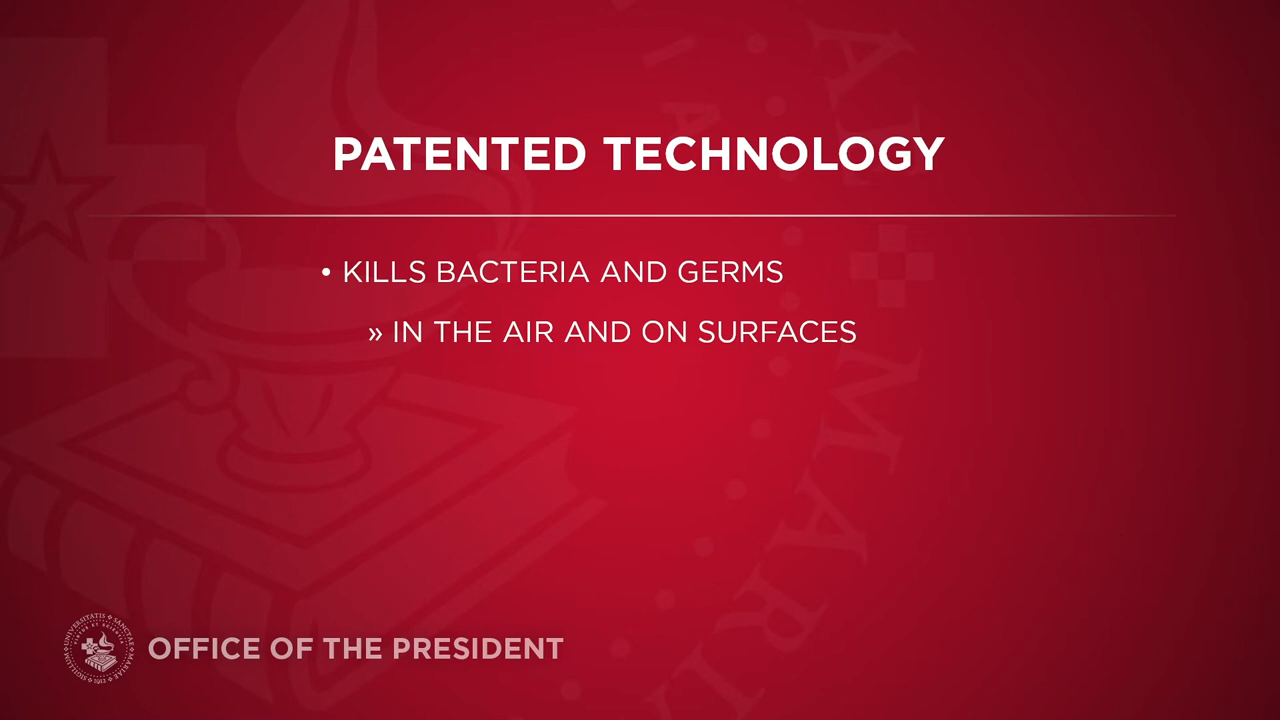 PATENTED TECHNOLOGY
• KILLS BACTERIA AND GERMS
» IN THE AIR AND ON SURFACES
OFFICE OF THE PRESIDENT